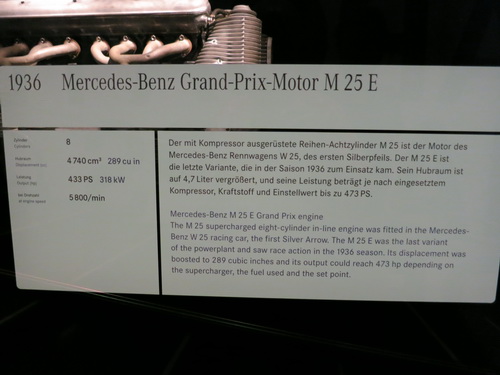 1936 Mercedes-Benz Grand-Prix-Motor M 25 E
Zylinder 8
Cylinders
Hubraum 4 740 cm³ 289 cu in
Displacement
Leistung 433 PS 318 kW
Output
bei Drehzahl 5 800/min
at engine speed
Der mit Kompressor ausgerüstete Reihen-Achtzylinder M 25 ist der Motor des
Mercedes-Benz Rennwagens W 25, des ersten Silberpfeils. Der M 25 E ist
die letzte Variante, die in der Saison 1936 zum Einsatz kam. Sein Hubraum ist
auf 4,7 Liter vergrößert, und seine Leistung beträgt je nach eingesetztem
Kompressor, Kraftstoff und Einstellwert bis zu 473 PS.
Mercedes-Benz M 25 E Grand Prix engine
The M 25 supercharged eight-cylinder in-line engine was fitted in the Mercedes-
Benz W 25 racing car, the first Silver Arrow. The M 25 E was the last variant
of the powerplant and saw race action in the 1936 season. Its displacement was
boosted to 289 cubic inches and its output could reach 473 hp depending on
the supercharger, the fuel used and the set point.